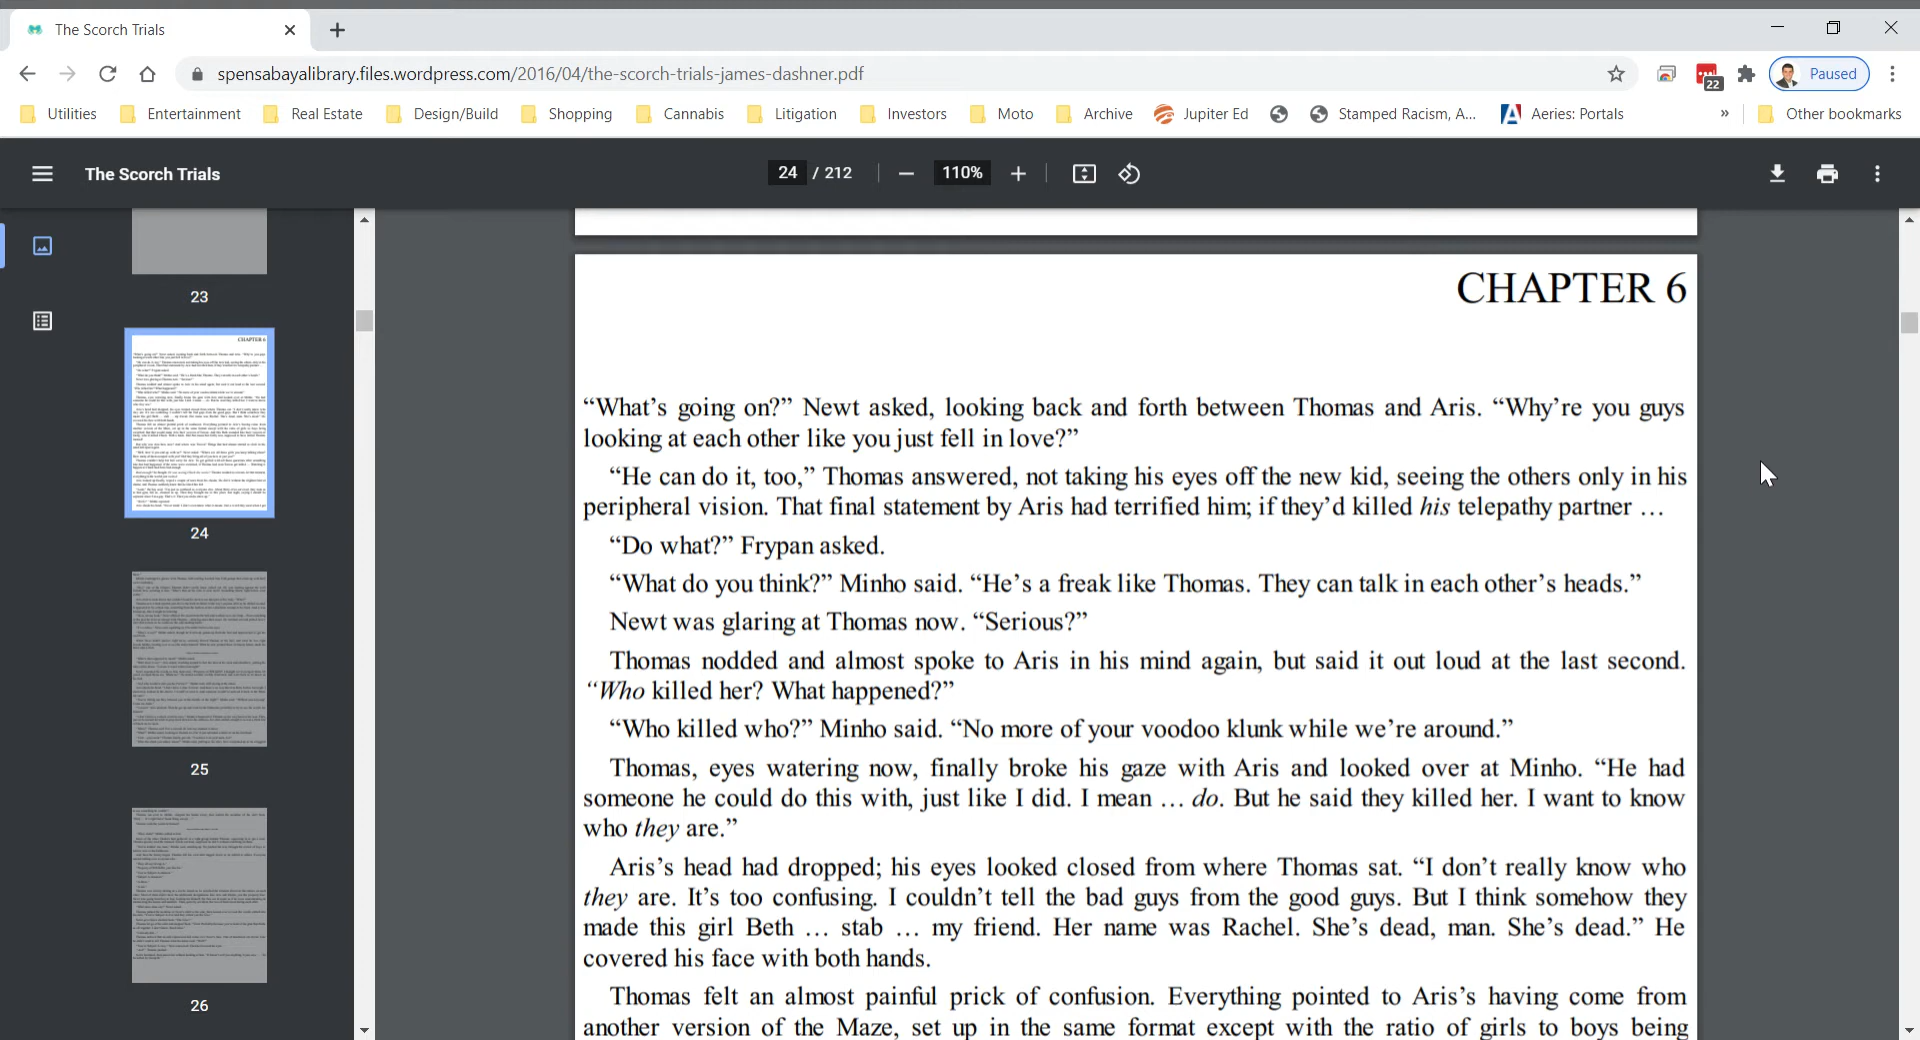 The Scorch Trials
spensabayalibrary.files.wordpress.com/2016/04/the-scorch-trials-james-dashner.pdf
22
Paused
Utilities
Entertainment
Real Estate
Design/Build
Shopping
Cannabis
Litigation
Investors
Moto
Archive
Jupiter Ed
Stamped Racism, A...
Aeries: Portals
»
Other bookmarks
The Scorch Trials
24 / 212
110%
23
24
25
26
CHAPTER 6
“What’s going on?” Newt asked, looking back and forth between Thomas and Aris. “Why’re you guys
looking at each other like you just fell in love?”
“He can do it, too,” Thomas answered, not taking his eyes off the new kid, seeing the others only in his
peripheral vision. That final statement by Aris had terrified him; if they’d killed his telepathy partner …
“Do what?” Frypan asked.
“What do you think?” Minho said. “He’s a freak like Thomas. They can talk in each other’s heads.”
Newt was glaring at Thomas now. “Serious?”
Thomas nodded and almost spoke to Aris in his mind again, but said it out loud at the last second.
“Who killed her? What happened?”
“Who killed who?” Minho said. “No more of your voodoo klunk while we’re around.”
Thomas, eyes watering now, finally broke his gaze with Aris and looked over at Minho. “He had
someone he could do this with, just like I did. I mean … do. But he said they killed her. I want to know
who they are.”
Aris’s head had dropped; his eyes looked closed from where Thomas sat. “I don’t really know who
they are. It’s too confusing. I couldn’t tell the bad guys from the good guys. But I think somehow they
made this girl Beth … stab … my friend. Her name was Rachel. She’s dead, man. She’s dead.” He
covered his face with both hands.
Thomas felt an almost painful prick of confusion. Everything pointed to Aris’s having come from
another version of the Maze, set up in the same format except with the ratio of girls to boys being